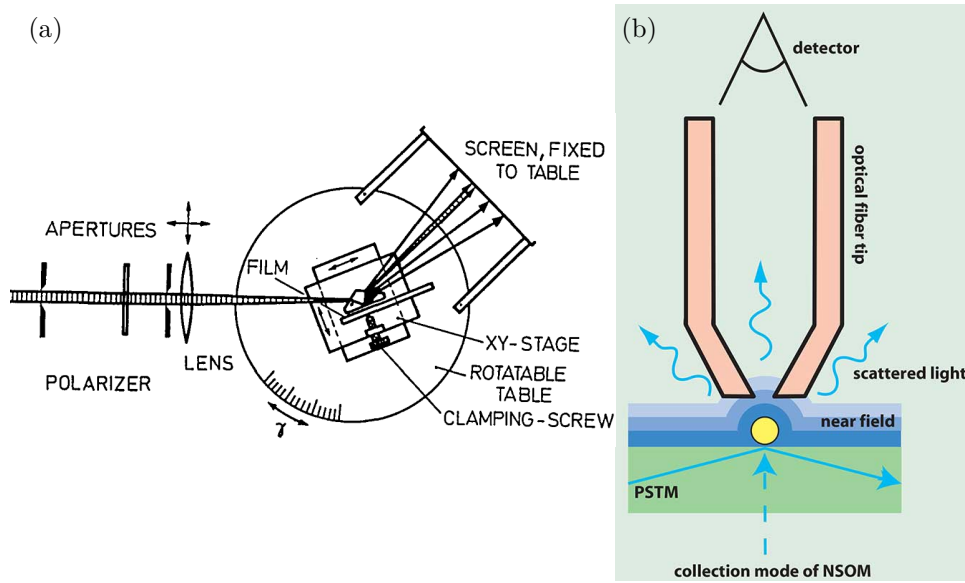 (a)
SCREEN, FIXED
TO TABLE
APERTURES
FILM
LENS
POLARIZER
XY-STAGE
ROTATABLE
TABLE
CLAMPING-SCREW
γ
(b)
detector
optical fiber tip
scattered light
near field
PSTM
collection mode of NSOM